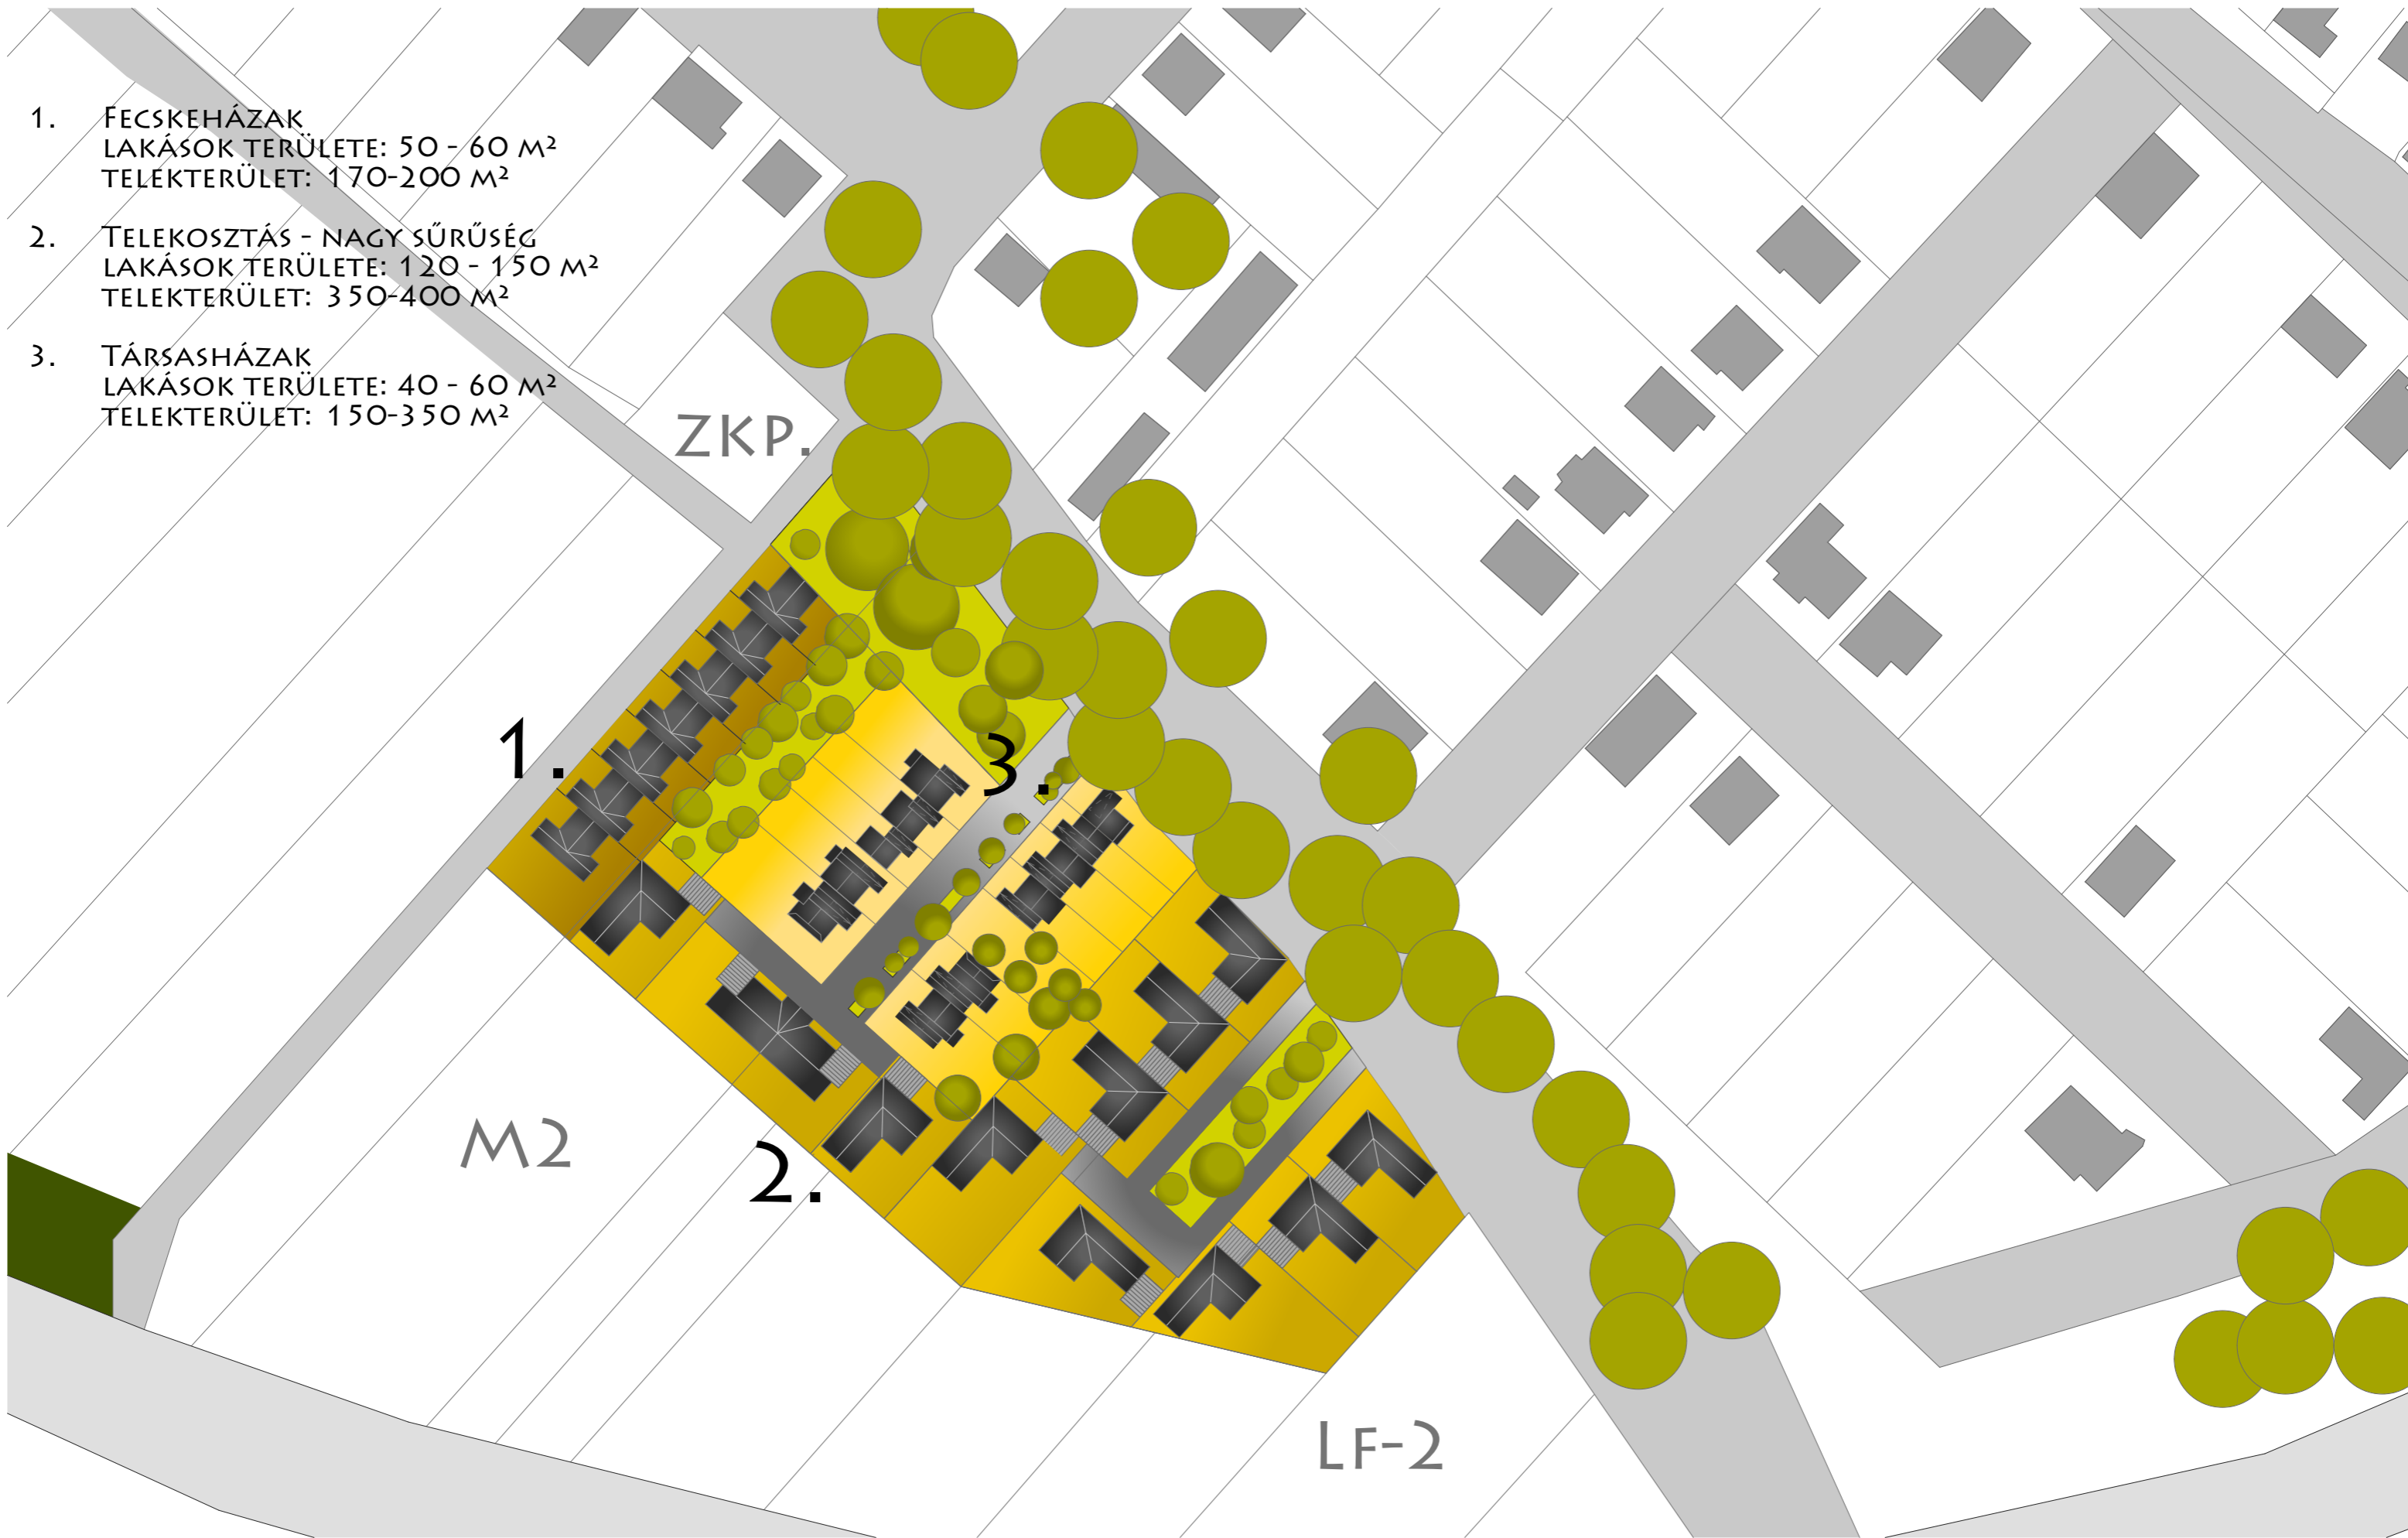 1. Fecskeházak
lakások területe: 50 - 60 m²
telekterület: 170-200 m²
2. Telekosztás - nagy sűrűség
lakások területe: 120 - 150 m²
telekterület: 350-400 m²
3. Társasházak
lakások területe: 40 - 60 m²
telekterület: 150-350 m²
ZKP.
1.
3.
M2
2.
LF-2